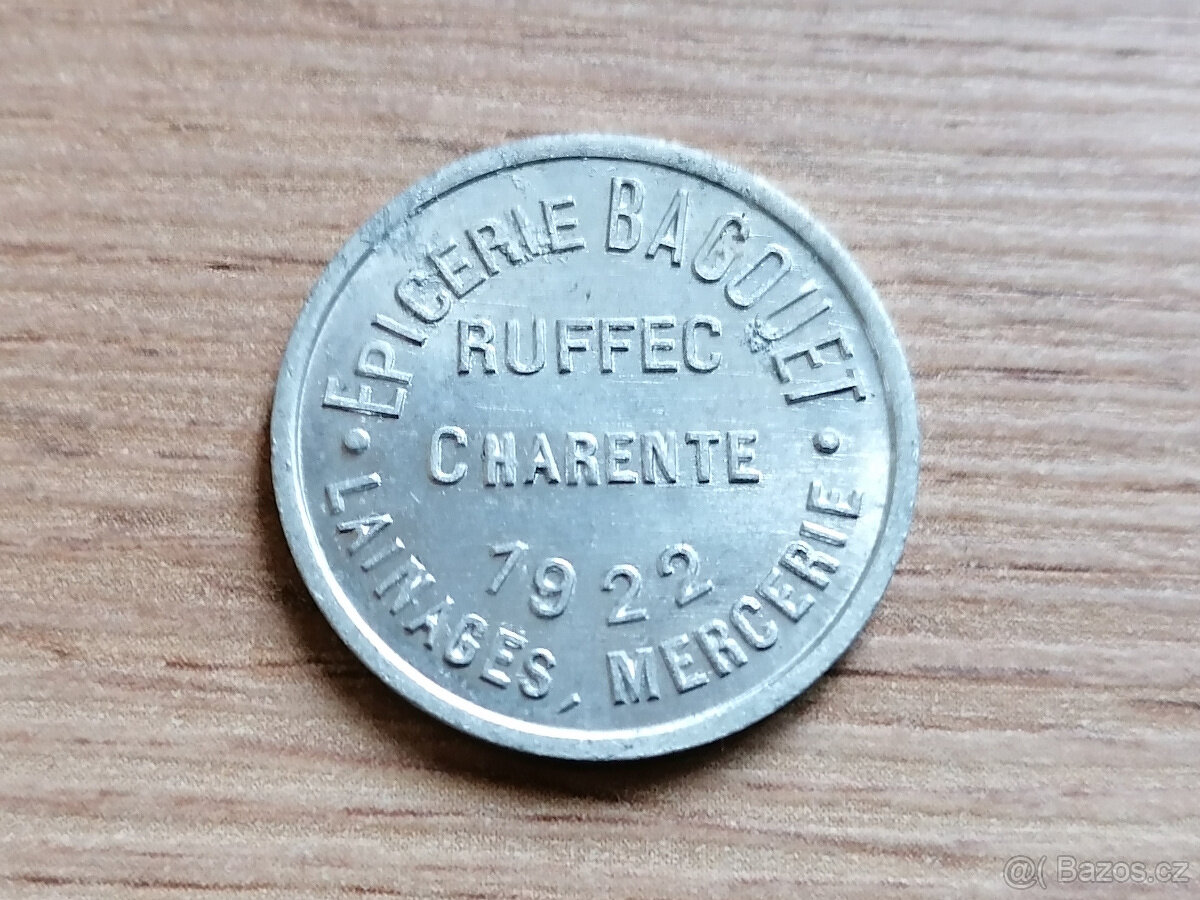 EPICERIE BAGOUET
RUFFEC
CHARENTE
1922
• LAINAGES, MERCERIE •
@( Bazos.cz